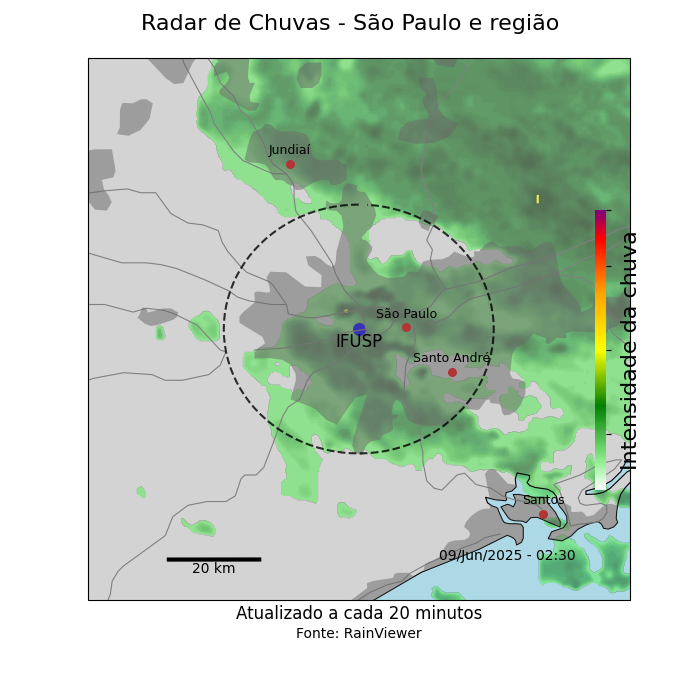 Radar de Chuvas - São Paulo e região
Jundiaí
São Paulo
IFUSP
Santo André
Intensidade da chuva
Santos
09/Jun/2025 - 02:30
20 km
Atualizado a cada 20 minutos
Fonte: RainViewer